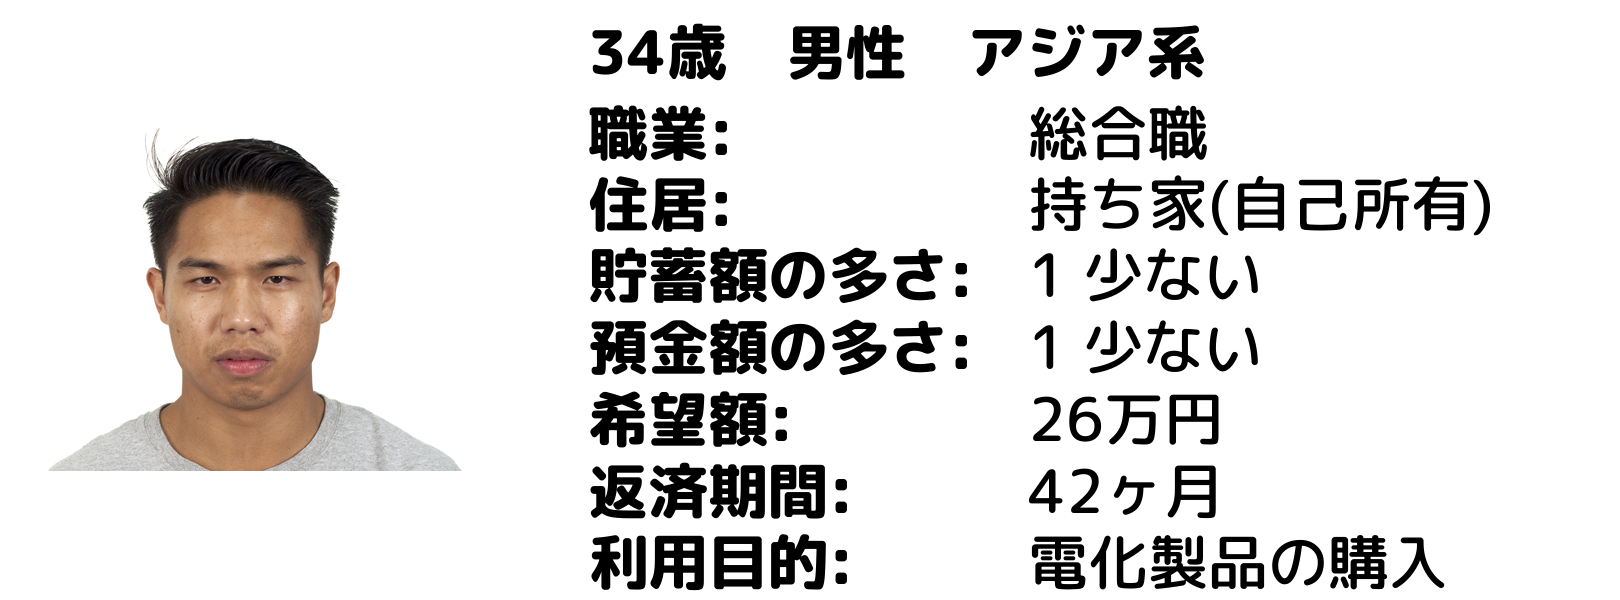 34歳　男性　アジア系
職業:　総合職
住居:　持ち家(自己所有)
貯蓄額の多さ:　1 少ない
預金額の多さ:　1 少ない
希望額:　26万円
返済期間:　42ヶ月
利用目的:　電化製品の購入